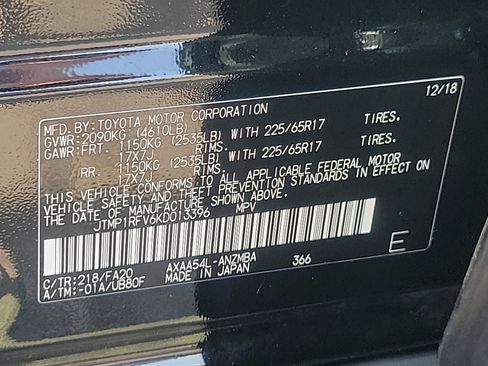 MFD.BY:TOYOTA MOTOR CORPORATION 12/18
GVWR:2090KG (4610LB)
GAWR:FRT. 1150KG (2535LB) WITH 225/65R17 TIRES.
17X7J RIMS.
RR. 1150KG (2535LB) WITH 225/65R17 TIRES.
17X7J RIMS.
THIS VEHICLE CONFORMS TO ALL APPLICABLE FEDERAL MOTOR
VEHICLE SAFETY AND THEFT PREVENTION STANDARDS IN EFFECT
ON THE DATE OF MANUFACTURE SHOWN ABOVE.
JTMP1RFV6KD013396 MPV
E
C/TR:218/FA20 AXAA54L-ANZMBA 366
A/TM:-01A/UB80F MADE IN JAPAN